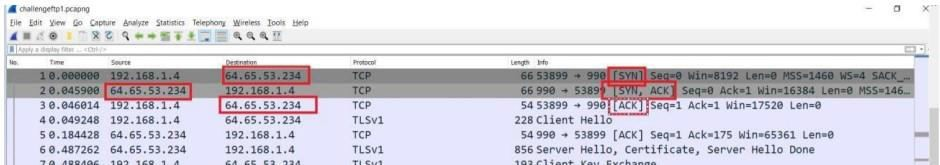 challengeftp1.pcapng
File Edit View Go Capture Analyze Statistics Telephony Wireless Tools Help
Apply a display filter ... <Ctrl-/>
No. Time Source Destination Protocol Length Info
1 0.000000 192.168.1.4 64.65.53.234 TCP 66 53899 → 990 [SYN] Seq=0 Win=8192 Len=0 MSS=1460 WS=4 SACK_…
2 0.045900 64.65.53.234 192.168.1.4 TCP 66 990 → 53899 [SYN, ACK] Seq=0 Ack=1 Win=16384 Len=0 MSS=146…
3 0.046014 192.168.1.4 64.65.53.234 TCP 54 53899 → 990 [ACK] Seq=1 Ack=1 Win=17520 Len=0
4 0.049248 192.168.1.4 64.65.53.234 TLSv1 228 Client Hello
5 0.184428 64.65.53.234 192.168.1.4 TCP 54 990 → 53899 [ACK] Seq=1 Ack=175 Win=65361 Len=0
6 0.487262 64.65.53.234 192.168.1.4 TLSv1 856 Server Hello, Certificate, Server Hello Done
7 0.488406 192.168.1.4 64.65.53.234 TLSv1 193 Client Key Exchange